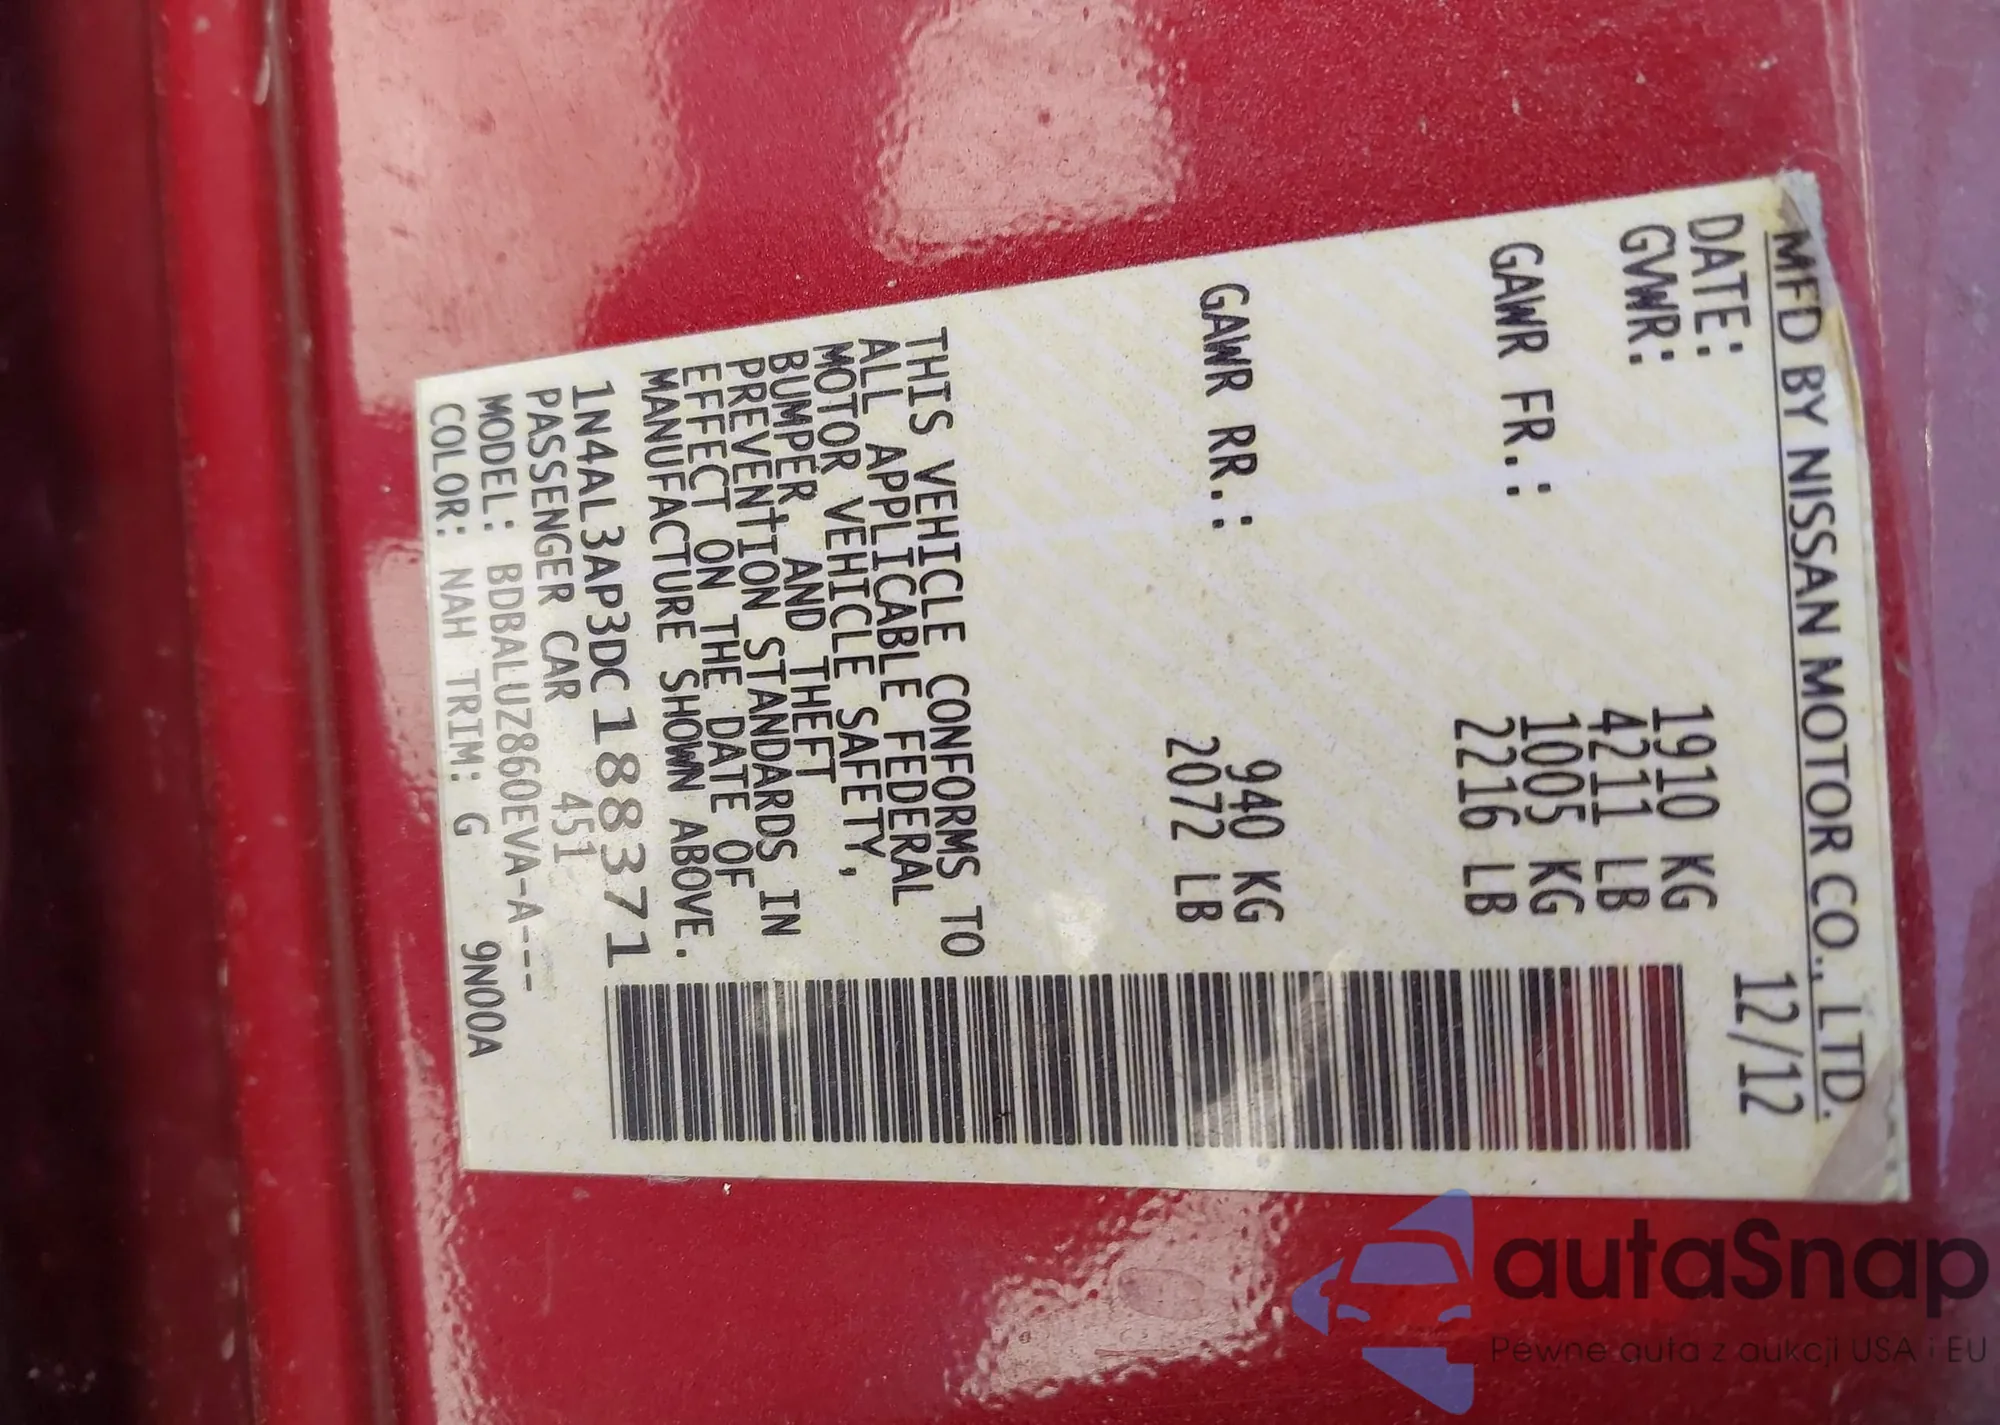 MFD BY NISSAN MOTOR CO., LTD.
DATE: 12/12
GVWR: 1910 KG
4211 LB
GAWR FR.: 1005 KG
2216 LB
GAWR RR.: 940 KG
2072 LB
THIS VEHICLE CONFORMS TO
ALL APPLICABLE FEDERAL
MOTOR VEHICLE SAFETY,
BUMPER, AND THEFT
PREVENTION STANDARDS IN
EFFECT ON THE DATE OF
MANUFACTURE SHOWN ABOVE.
1N4AL3AP3DC188371
PASSENGER CAR 451
MODEL: BDBALUZ860EVA-A----
COLOR: NAH TRIM: G 9N00A
autaSnap
Pewne auta z aukcji USA i EU